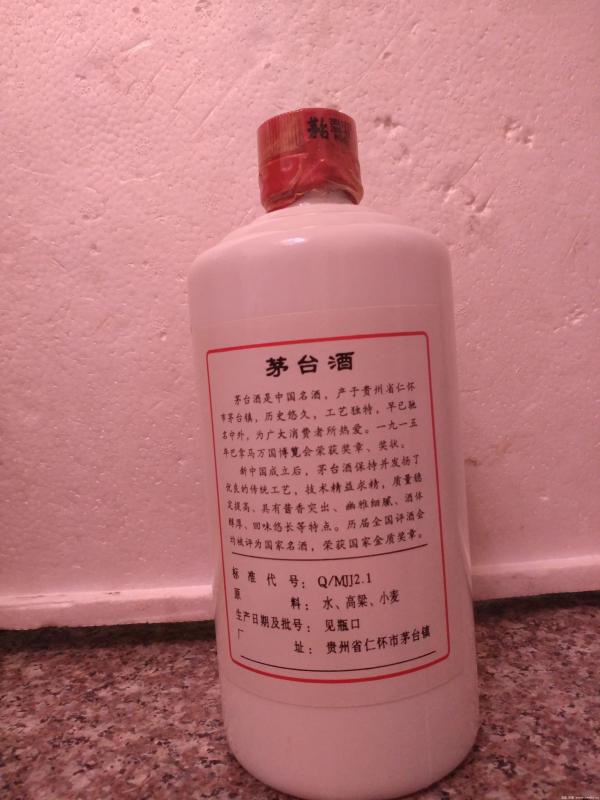 茅台
茅台酒
茅台酒是中国名酒，产于贵州省仁怀
市茅台镇，历史悠久，工艺独特，早已驰
名中外，为广大消费者所热爱。一九一五
年巴拿马万国博览会荣获奖章、奖状。
新中国成立后，茅台酒保持并发扬了
优良的传统工艺，技术精益求精，质量稳
定提高、具有酱香突出、幽雅细腻、酒体
醇厚、回味悠长等特点。历届全国评酒会
均被评为国家名酒，荣获国家金质奖章。
标准代号：Q/MJJ2.1
原料：水、高粱、小麦
生产日期及批号：见瓶口
厂址：贵州省仁怀市茅台镇